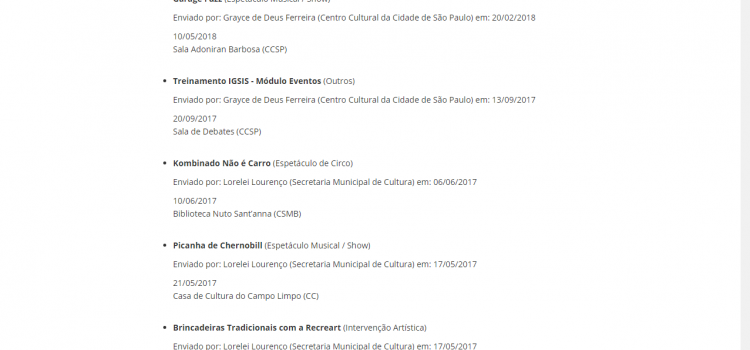 Garage Fuzz (Espetáculo Musical / Show)
Enviado por: Grayce de Deus Ferreira (Centro Cultural da Cidade de São Paulo) em: 20/02/2018
10/05/2018
Sala Adoniran Barbosa (CCSP)
Treinamento IGSIS - Módulo Eventos (Outros)
Enviado por: Grayce de Deus Ferreira (Centro Cultural da Cidade de São Paulo) em: 13/09/2017
20/09/2017
Sala de Debates (CCSP)
Kombinado Não é Carro (Espetáculo de Circo)
Enviado por: Lorelei Lourenço (Secretaria Municipal de Cultura) em: 06/06/2017
10/06/2017
Biblioteca Nuto Sant'anna (CSMB)
Picanha de Chernobill (Espetáculo Musical / Show)
Enviado por: Lorelei Lourenço (Secretaria Municipal de Cultura) em: 17/05/2017
21/05/2017
Casa de Cultura do Campo Limpo (CC)
Brincadeiras Tradicionais com a Recreart (Intervenção Artística)
Enviado por: Lorelei Lourenço (Secretaria Municipal de Cultura) em: 17/05/2017